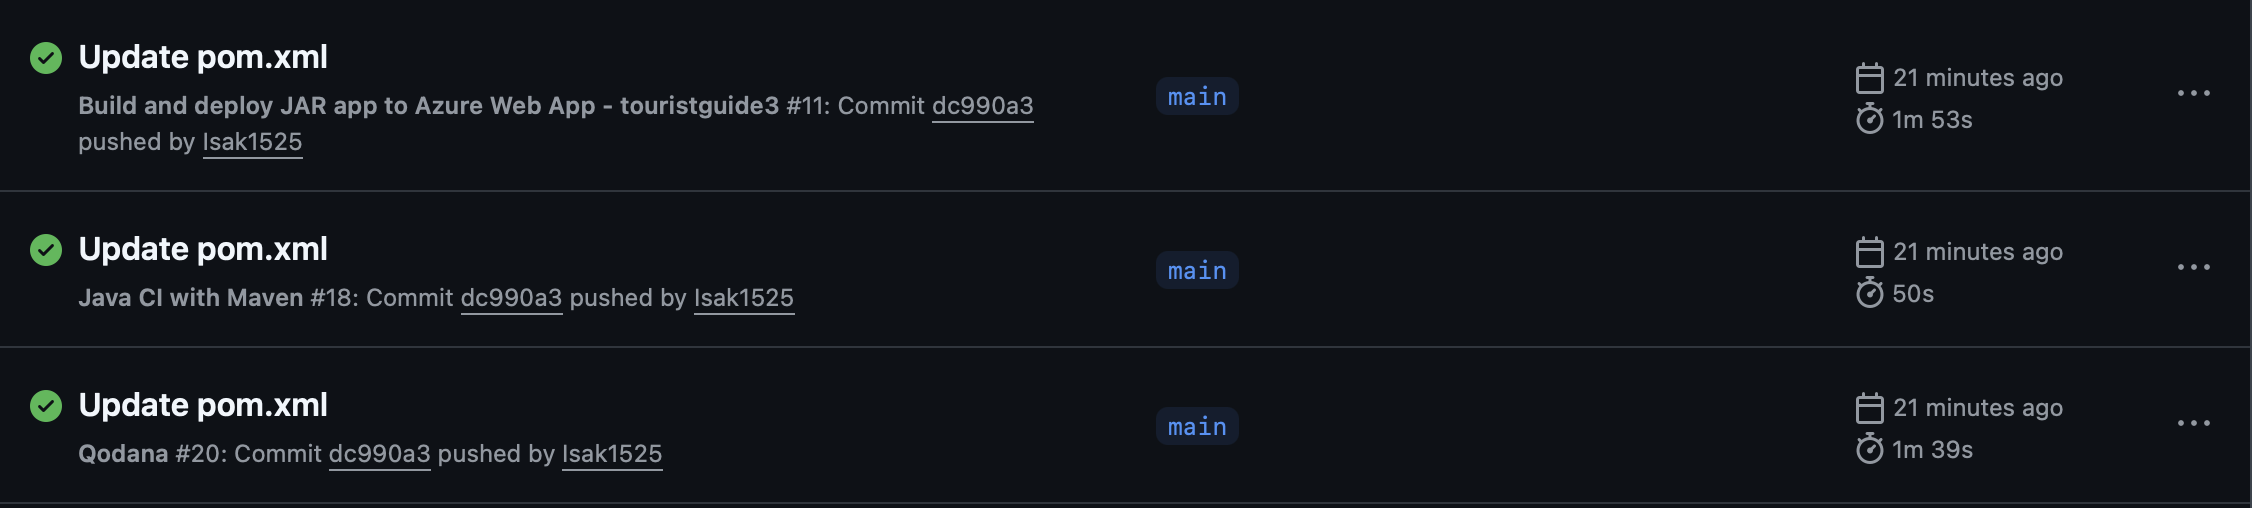 Update pom.xml
Build and deploy JAR app to Azure Web App - touristguide3 #11: Commit dc990a3
pushed by Isak1525
main
21 minutes ago
1m 53s
Update pom.xml
Java CI with Maven #18: Commit dc990a3 pushed by Isak1525
main
21 minutes ago
50s
Update pom.xml
Qodana #20: Commit dc990a3 pushed by Isak1525
main
21 minutes ago
1m 39s